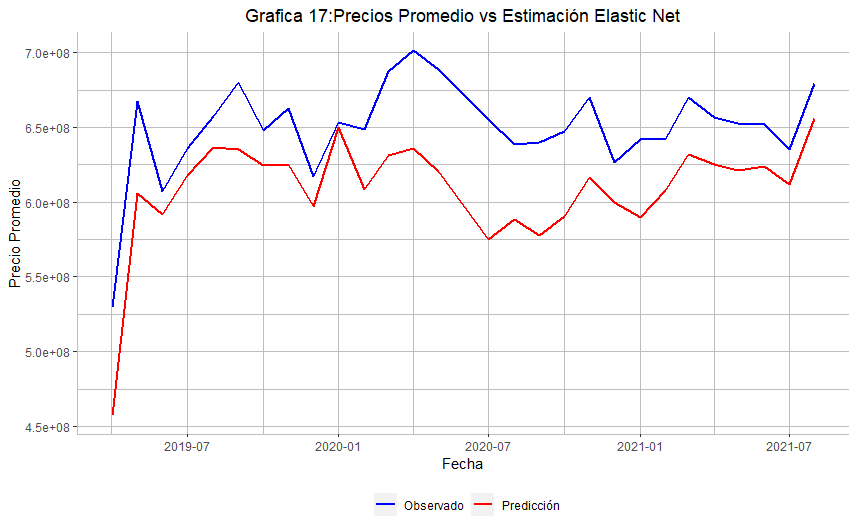 Grafica 17:Precios Promedio vs Estimación Elastic Net
Precio Promedio
7.0e+08
6.5e+08
6.0e+08
5.5e+08
5.0e+08
4.5e+08
2019-07 2020-01 2020-07 2021-01 2021-07
Fecha
Observado Predicción